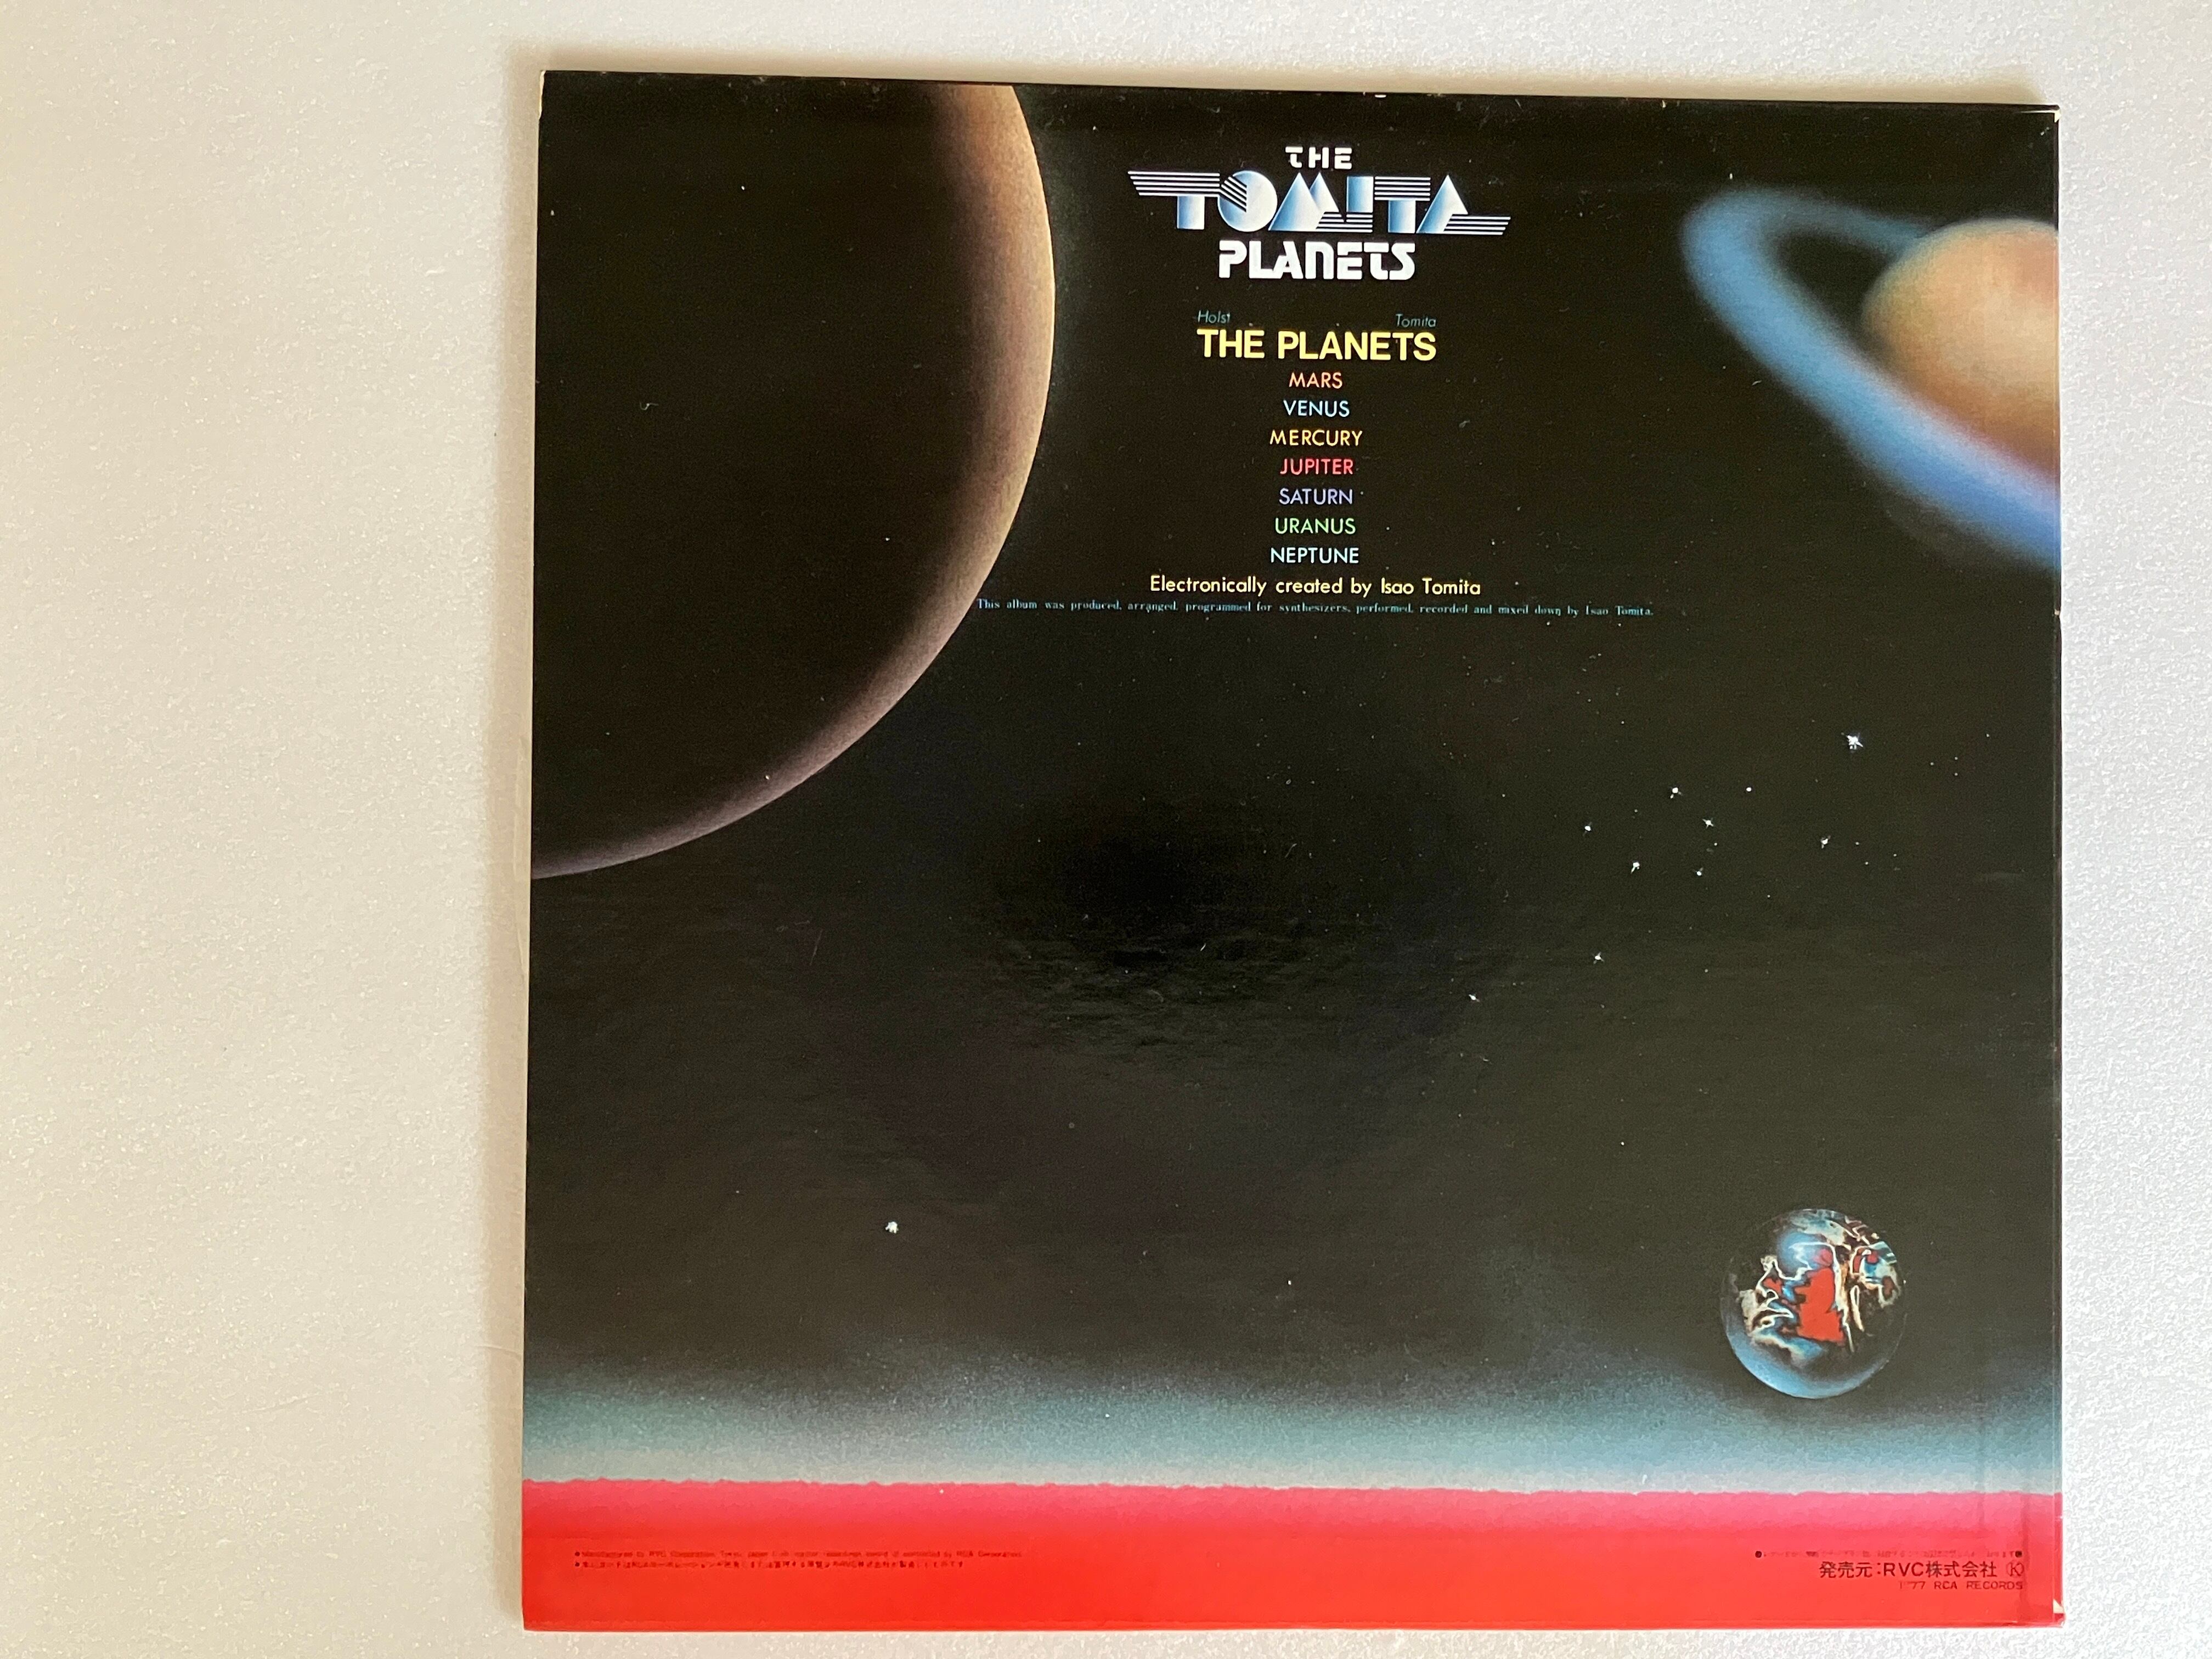 THE
TOMITA
PLANETS
Holst Tomita
THE PLANETS
MARS
VENUS
MERCURY
JUPITER
SATURN
URANUS
NEPTUNE
Electronically created by Isao Tomita
This album was produced, arranged, programmed for synthesizers, performed, recorded and mixed down by Isao Tomita.
発売元:RVC株式会社 Ⓚ
'77 RCA RECORDS